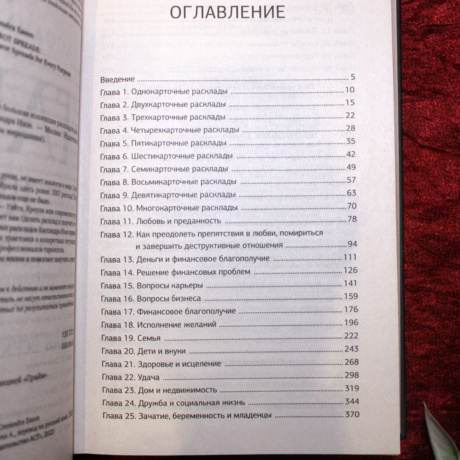 ОГЛАВЛЕНИЕ
Введение 5
Глава 1. Однокарточные расклады 10
Глава 2. Двухкарточные расклады 15
Глава 3. Трехкарточные расклады 22
Глава 4. Четырехкарточные расклады 28
Глава 5. Пятикарточные расклады 35
Глава 6. Шестикарточные расклады 42
Глава 7. Семикарточные расклады 49
Глава 8. Восьмикарточные расклады 57
Глава 9. Девятикарточные расклады 63
Глава 10. Многокарточные расклады 70
Глава 11. Любовь и преданность 78
Глава 12. Как преодолеть препятствия в любви, помириться
и завершить деструктивные отношения 94
Глава 13. Деньги и финансовое благополучие 111
Глава 14. Решение финансовых проблем 126
Глава 15. Вопросы карьеры 141
Глава 16. Вопросы бизнеса 159
Глава 17. Финансовое благополучие 176
Глава 18. Исполнение желаний 196
Глава 19. Семья 222
Глава 20. Дети и внуки 243
Глава 21. Здоровье и исцеление 268
Глава 22. Удача 298
Глава 23. Дом и недвижимость 319
Глава 24. Дружба и социальная жизнь 344
Глава 25. Зачатие, беременность и младенцы 370